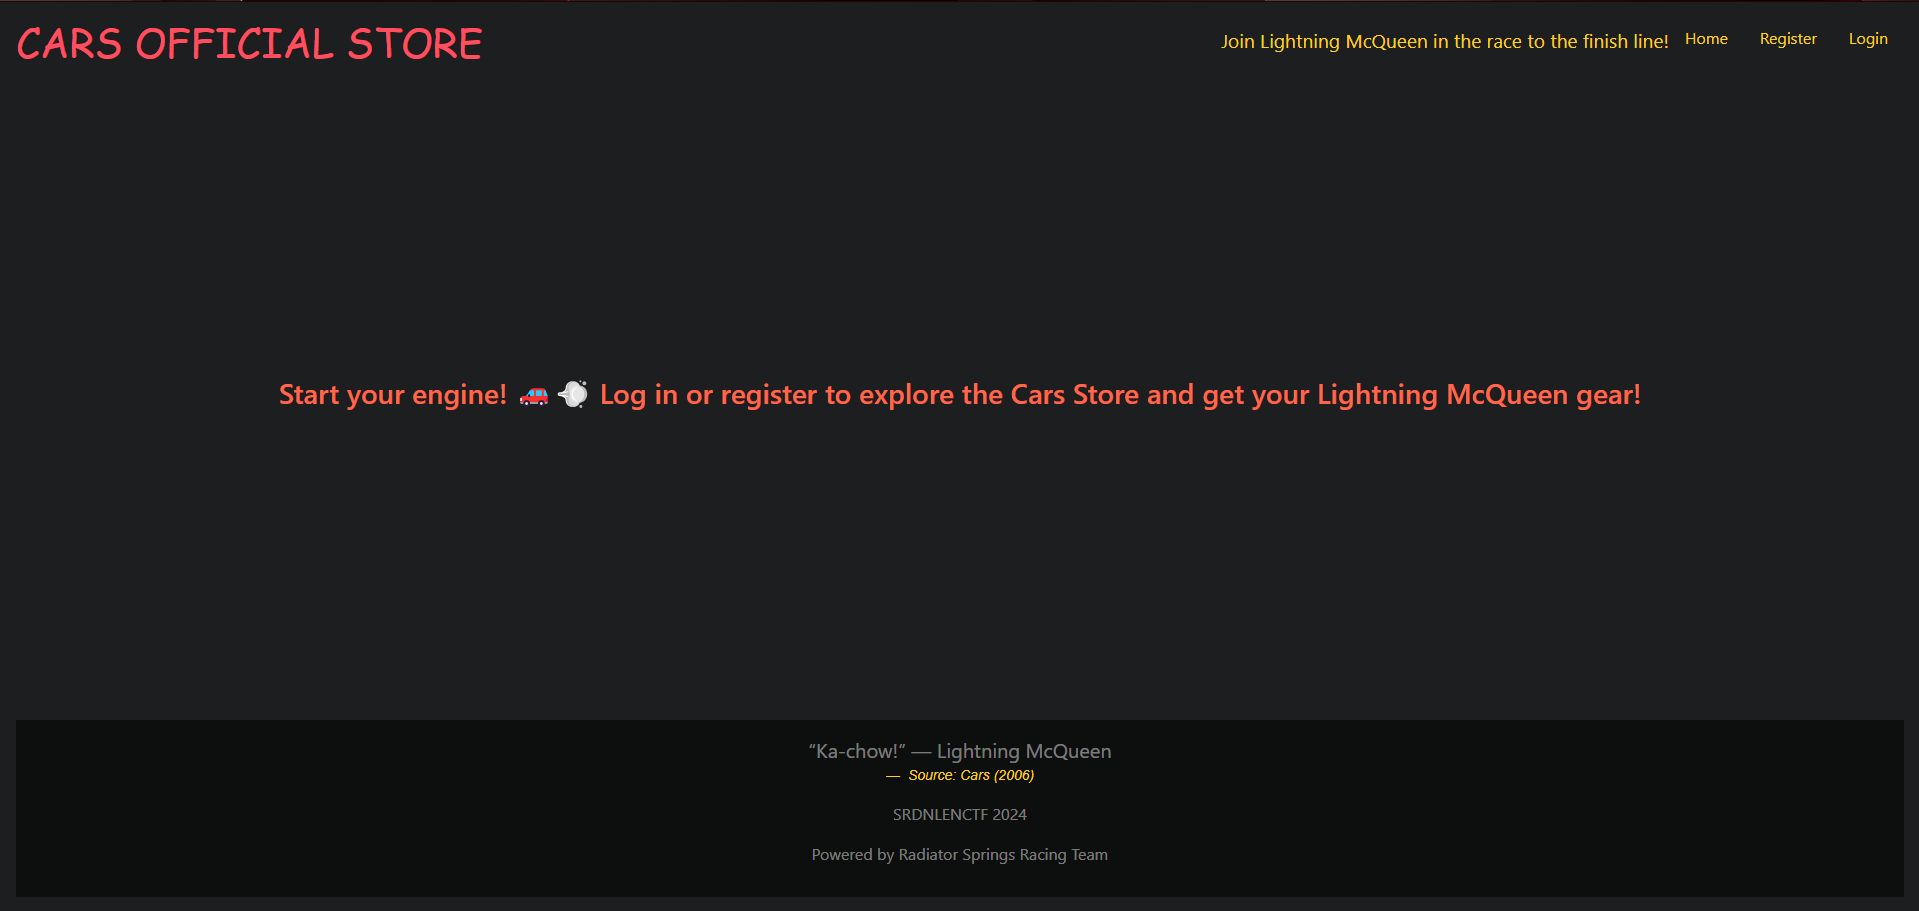 CARS OFFICIAL STORE
Join Lightning McQueen in the race to the finish line! Home Register Login
Start your engine! 🚗 💨 Log in or register to explore the Cars Store and get your Lightning McQueen gear!
“Ka-chow!” — Lightning McQueen
— Source: Cars (2006)
SRDNLENCTF 2024
Powered by Radiator Springs Racing Team